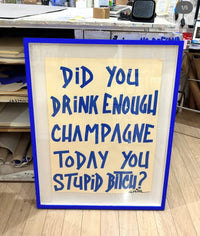 DiD YOU
DRINK ENOUGH
CHAMPAGNE
TODAY YOU
STUPiD BiTCH?